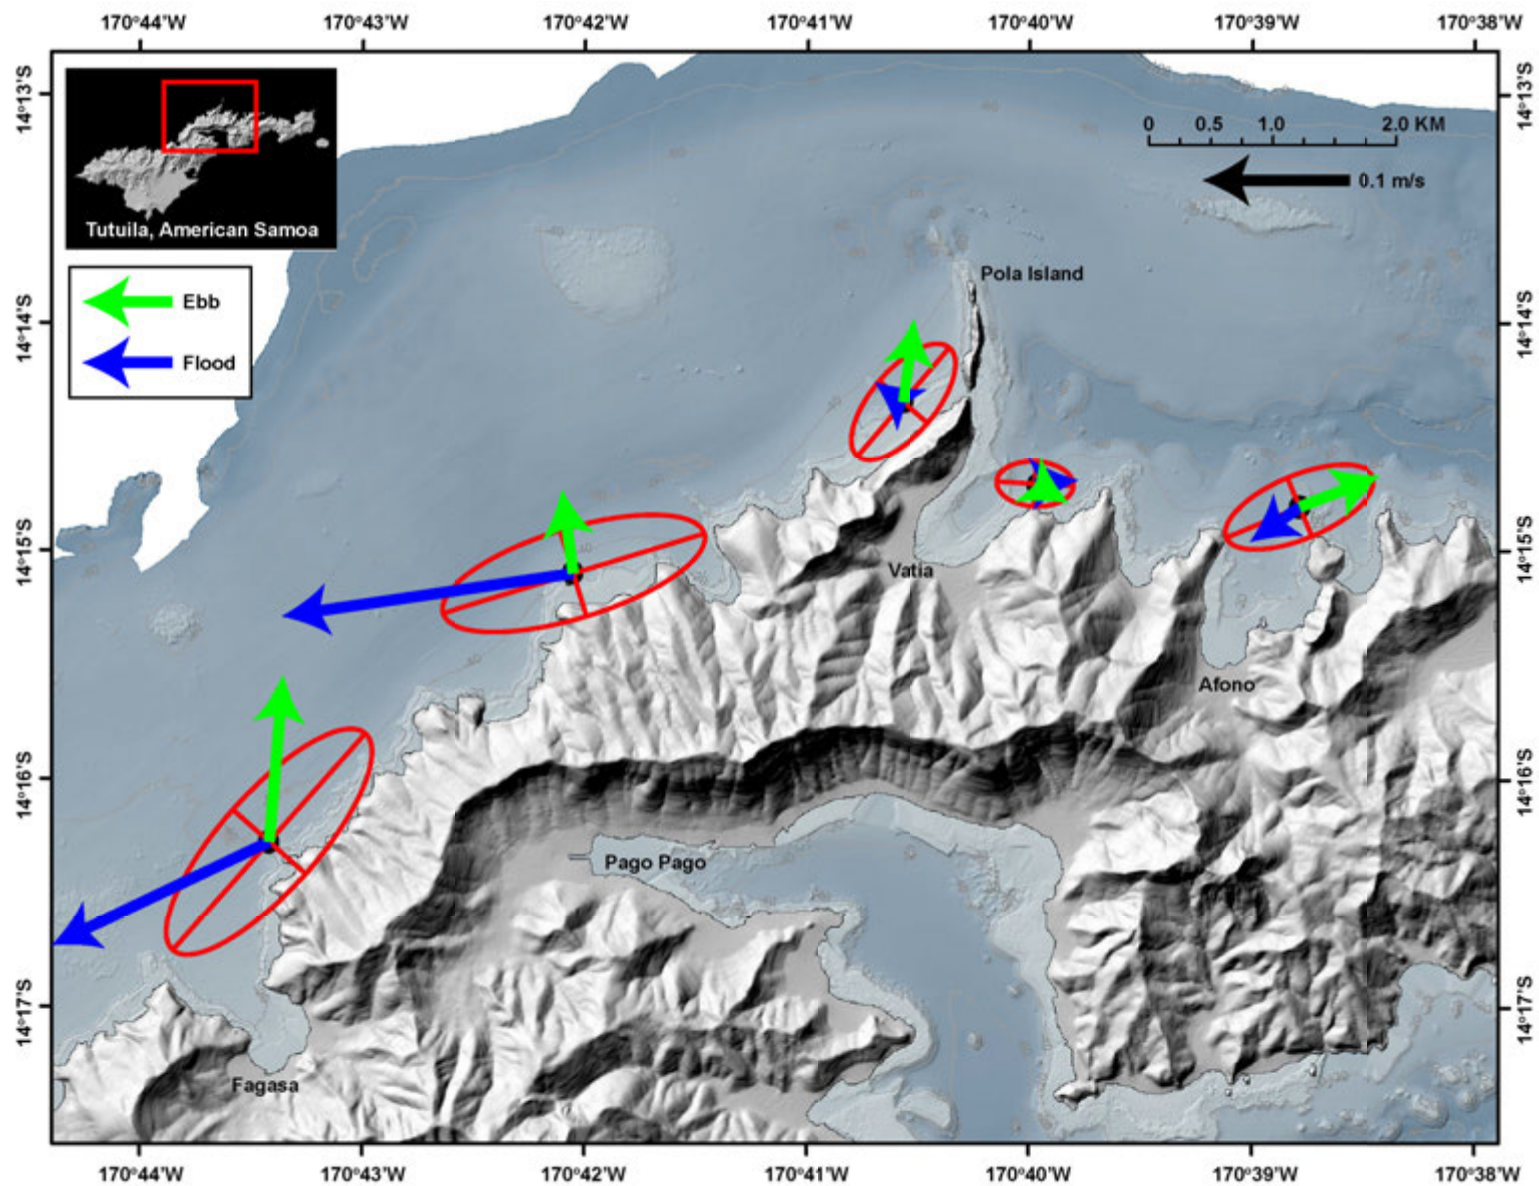 170°44'W 170°43'W 170°42'W 170°41'W 170°40'W 170°39'W 170°38'W
14°13'S 14°13'S
0 0.5 1.0 2.0 KM
0.1 m/s
Tutuila, American Samoa
Pola Island
Ebb
14°14'S 14°14'S
Flood
14°15'S 14°15'S
Vatia
Afono
14°16'S 14°16'S
Pago Pago
14°17'S 14°17'S
Fagasa
170°44'W 170°43'W 170°42'W 170°41'W 170°40'W 170°39'W 170°38'W